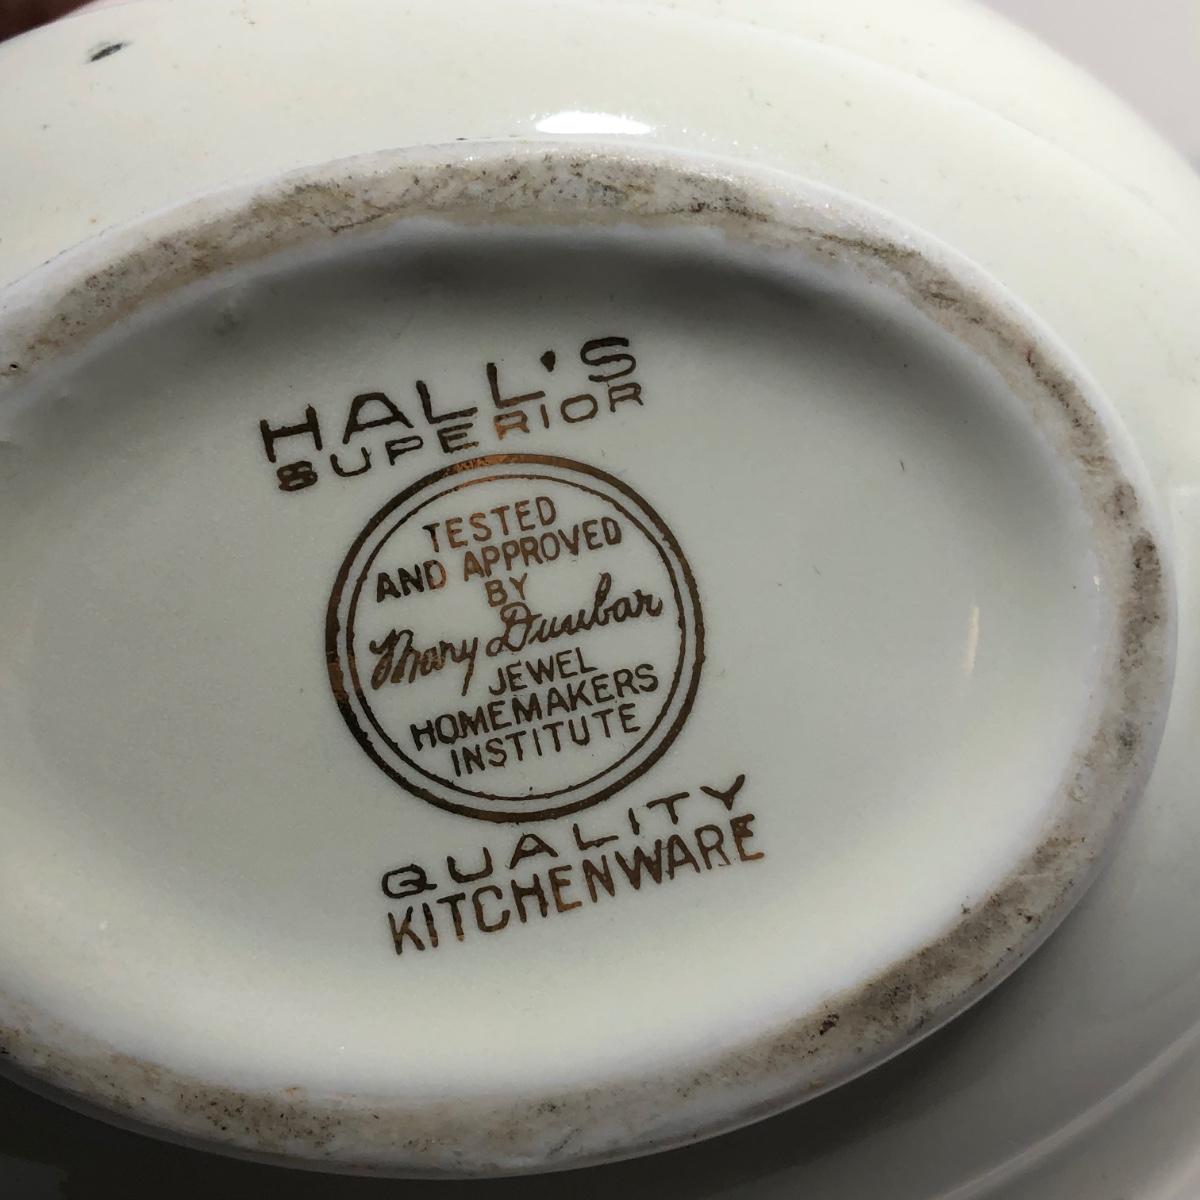 HALL'S
SUPERIOR
TESTED
AND APPROVED
BY
Mary Dunbar
JEWEL
HOMEMAKERS
INSTITUTE
QUALITY
KITCHENWARE